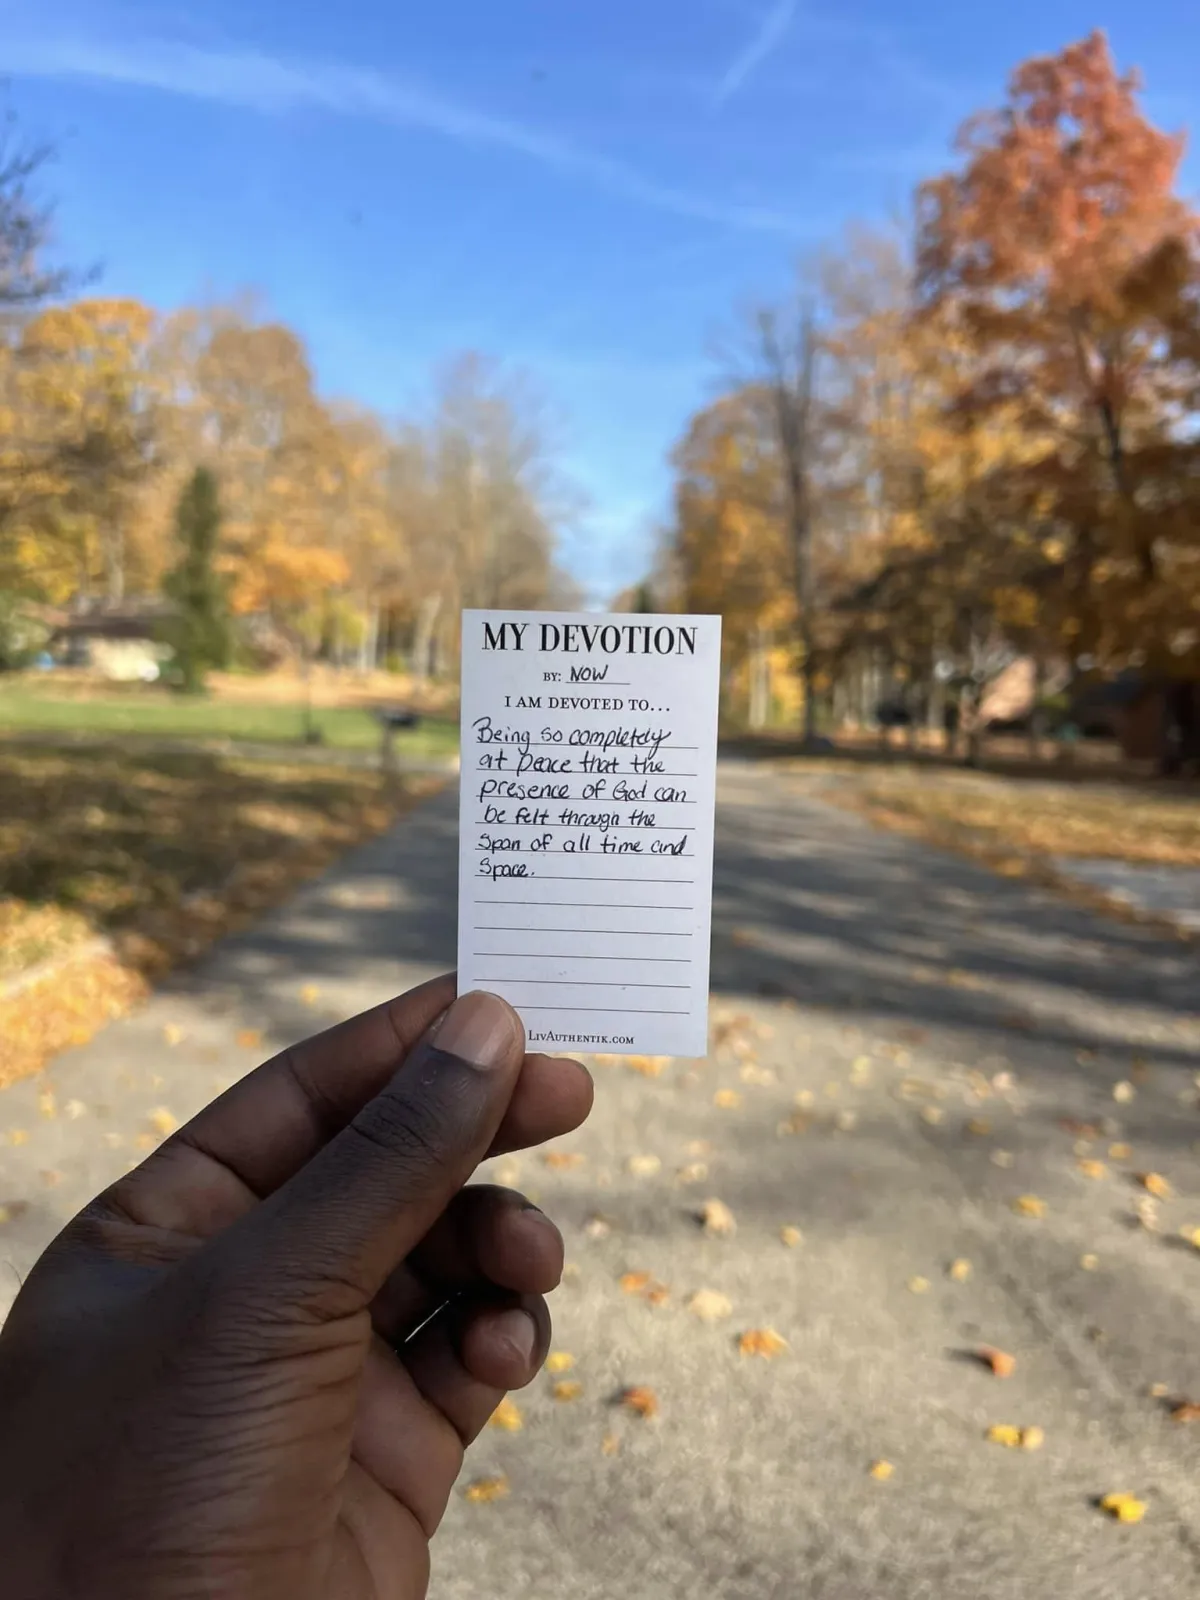 MY DEVOTION
BY: NOW
I AM DEVOTED TO...
Being so completely
at peace that the
presence of God can
be felt through the
span of all time and
space.
LIVAUTHENTIK.COM